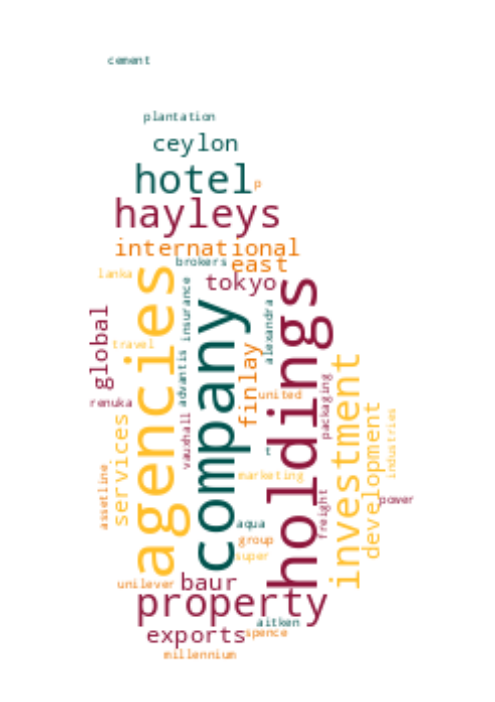 cement
plantation
ceylon
hotel
p
hayleys
international
brokers
east
lanka
tokyo
agencies
insurance
company
holdings
alexandra
global
travel
finlay
investment
advantis
united
renuka
packaging
services
vauxhall
development
industries
t
marketing
assetline
freight
power
aqua
group
super
unilever
baur
property
aitken
exports
spence
millennium